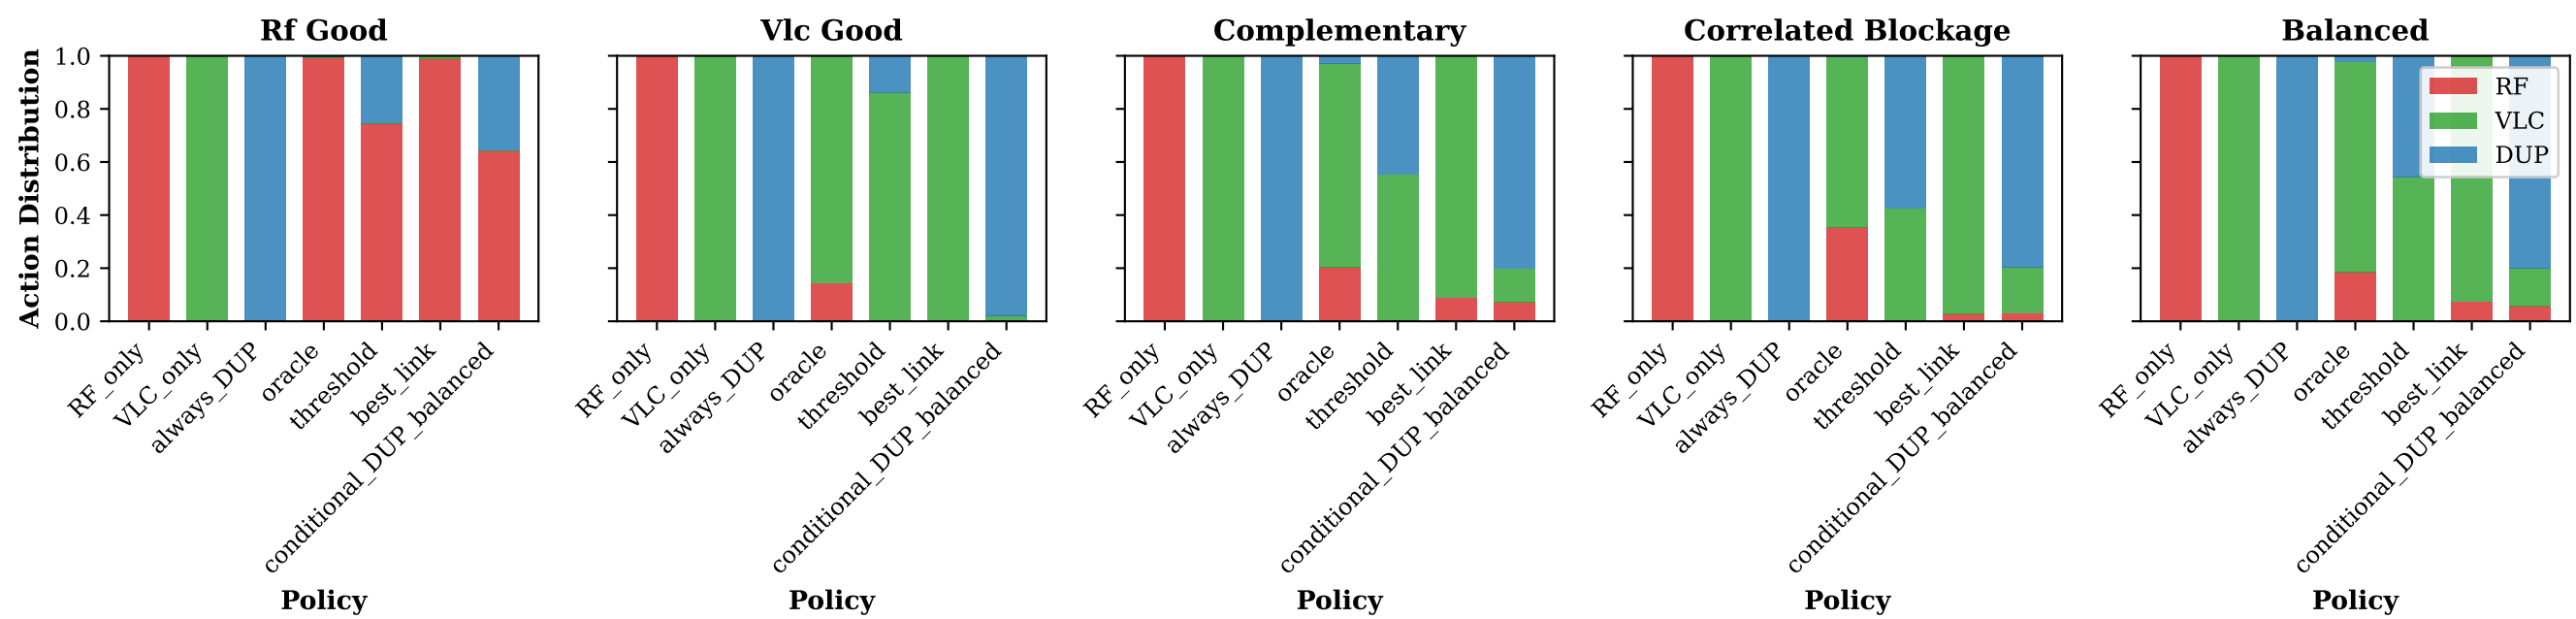 Rf Good
Vlc Good
Complementary
Correlated Blockage
Balanced
Action Distribution
1.0
0.8
0.6
0.4
0.2
0.0
RF
VLC
DUP
RF_only
VLC_only
always_DUP
oracle
threshold
best_link
conditional_DUP_balanced
RF_only
VLC_only
always_DUP
oracle
threshold
best_link
conditional_DUP_balanced
RF_only
VLC_only
always_DUP
oracle
threshold
best_link
conditional_DUP_balanced
RF_only
VLC_only
always_DUP
oracle
threshold
best_link
conditional_DUP_balanced
RF_only
VLC_only
always_DUP
oracle
threshold
best_link
conditional_DUP_balanced
Policy
Policy
Policy
Policy
Policy